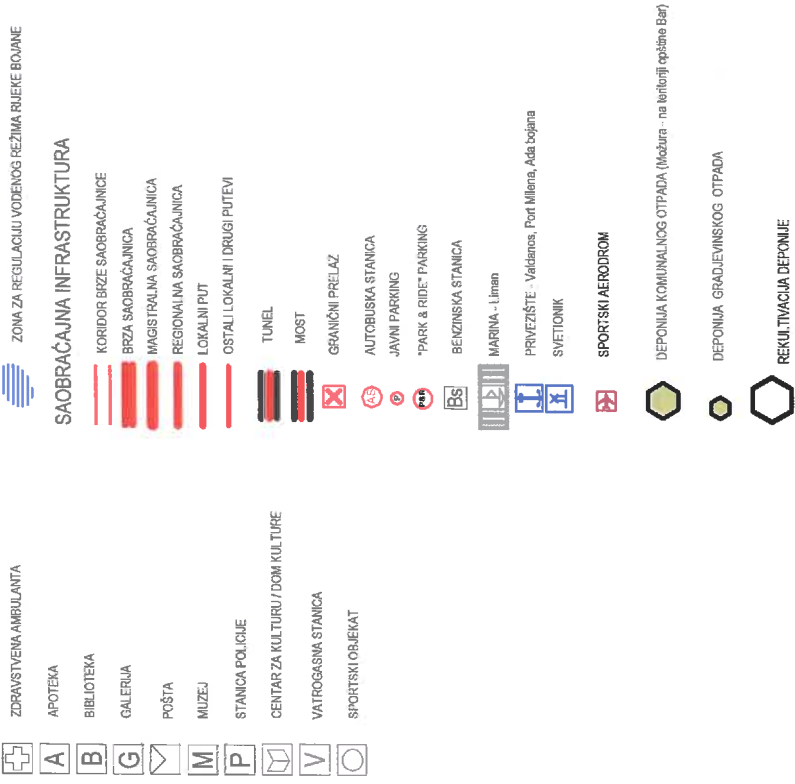 ZDRAVSTVENA AMBULANTA
A APOTEKA
B BIBLIOTEKA
G GALERIJA
POŠTA
M MUZEJ
P STANICA POLICIJE
CENTAR ZA KULTURU / DOM KULTURE
V VATROGASNA STANICA
SPORTSKI OBJEKAT
ZONA ZA REGULACIJU VODENOG REŽIMA RIJEKE BOJANE
SAOBRAĆAJNA INFRASTRUKTURA
KORIDOR BRZE SAOBRAĆAJNICE
BRZA SAOBRAĆAJNICA
MAGISTRALNA SAOBRAĆAJNICA
REGIONALNA SAOBRAĆAJNICA
LOKALNI PUT
OSTALI LOKALNI I DRUGI PUTEVI
TUNEL
MOST
GRANIČNI PRELAZ
AS AUTOBUSKA STANICA
P JAVNI PARKING
P&R "PARK & RIDE" PARKING
Bs BENZINSKA STANICA
MARINA - Liman
PRIVEZIŠTE - Valdanos, Port Milena, Ada bojana
SVETIONIK
SPORTSKI AERODROM
DEPONIJA KOMUNALNOG OTPADA (Možura - na teritoriji opštine Bar)
DEPONIJA GRADJEVINSKOG OTPADA
REKULTIVACIJA DEPONIJE